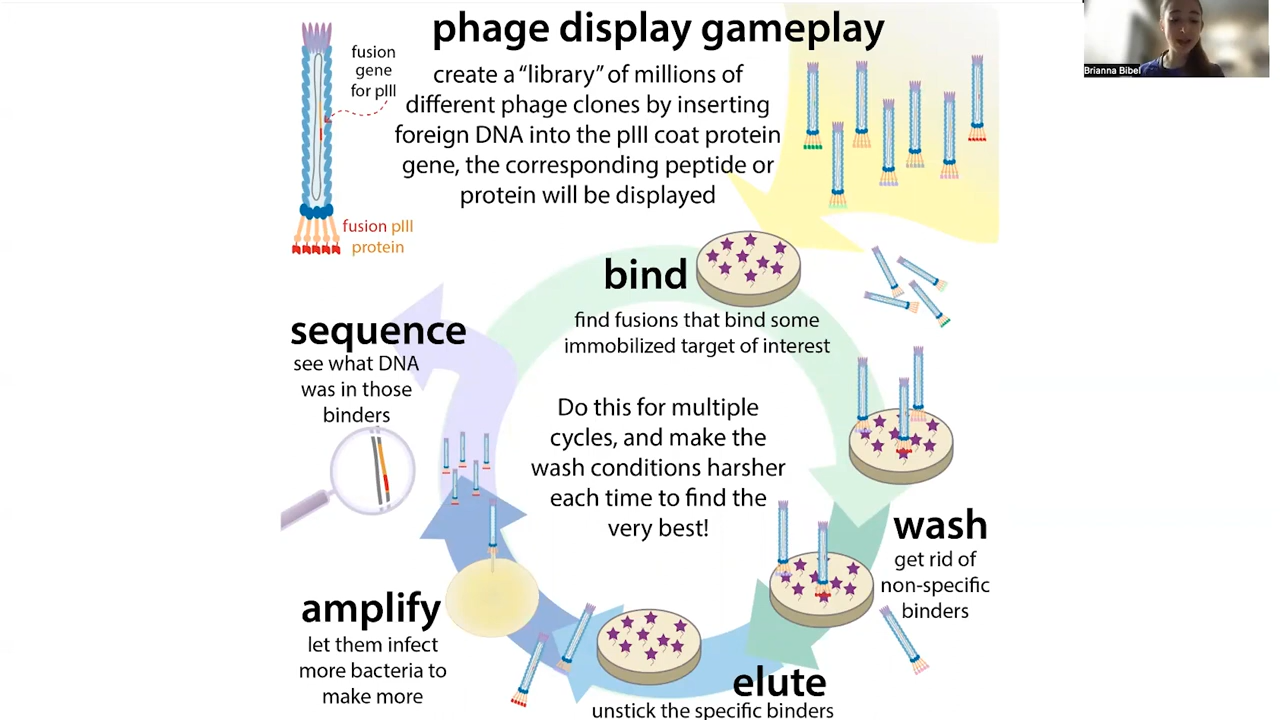 phage display gameplay
fusion
gene
for pIII
create a “library” of millions of
different phage clones by inserting
foreign DNA into the pIII coat protein
gene, the corresponding peptide or
protein will be displayed
fusion pIII
protein
Brianna Bibel
bind
find fusions that bind some
immobilized target of interest
sequence
see what DNA
was in those
binders
Do this for multiple
cycles, and make the
wash conditions harsher
each time to find the
very best!
wash
get rid of
non-specific
binders
amplify
let them infect
more bacteria to
make more
elute
unstick the specific binders